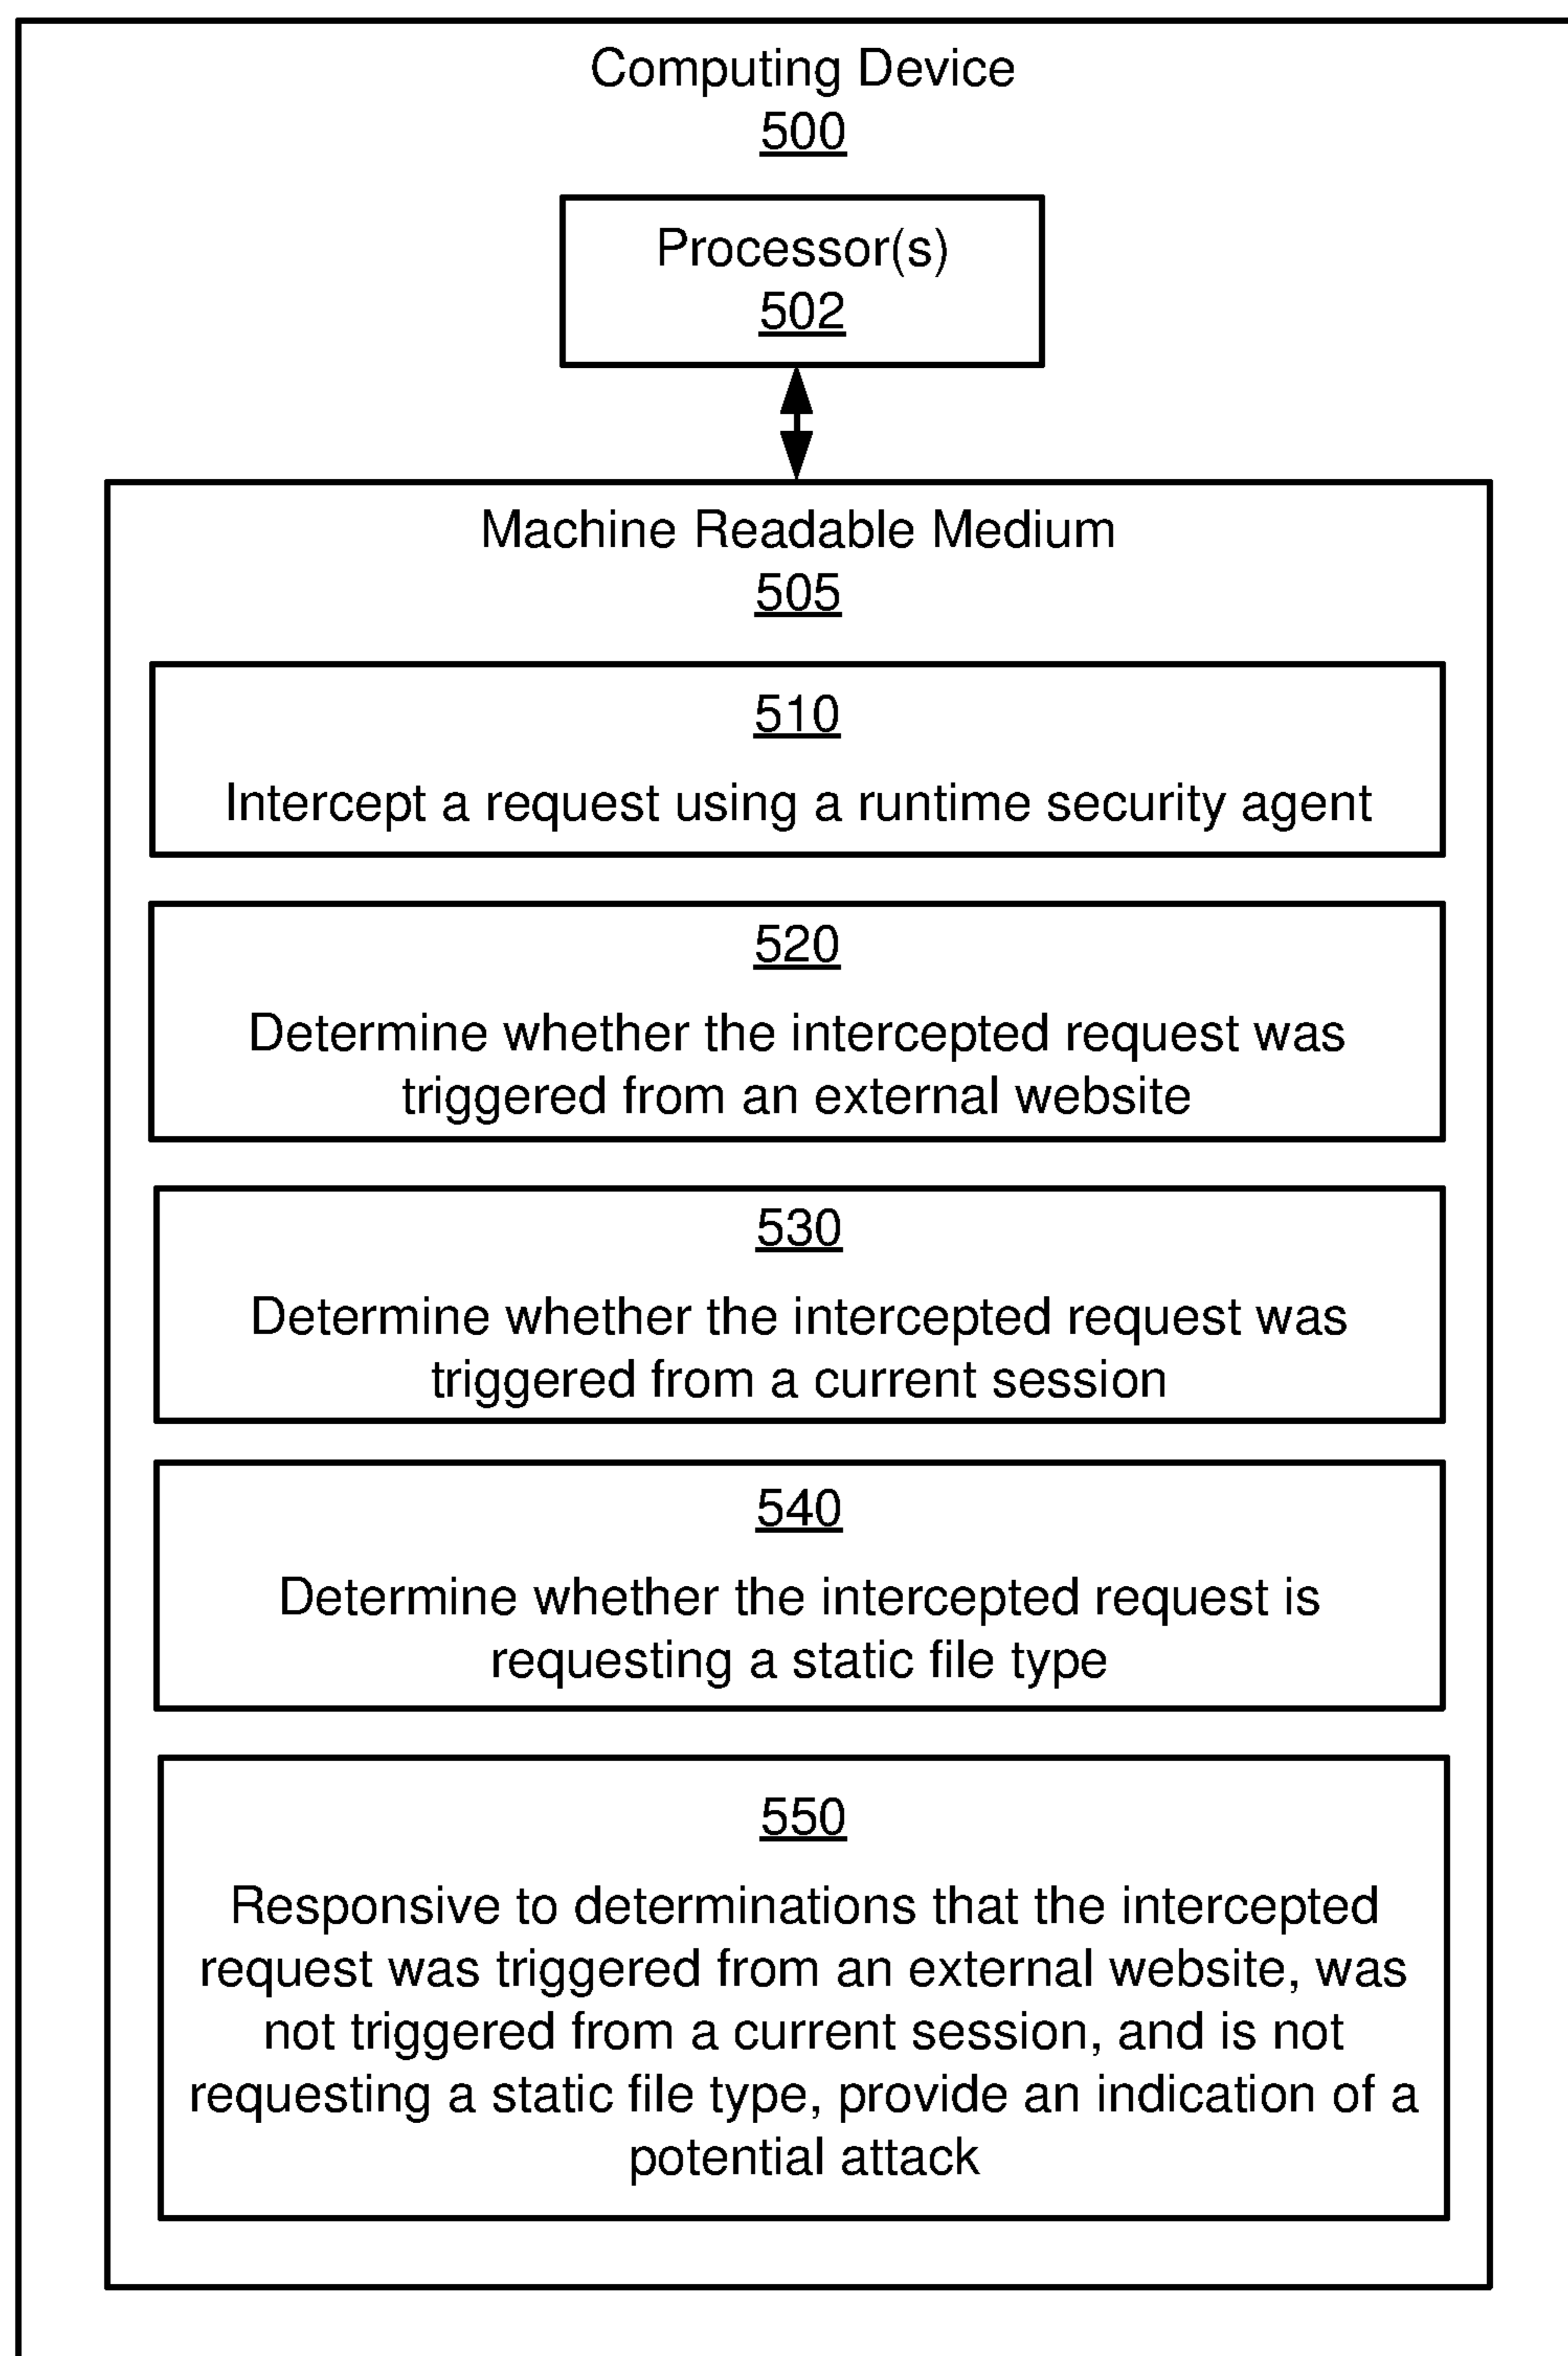 Computing Device
500
Processor(s)
502
Machine Readable Medium
505
510
Intercept a request using a runtime security agent
520
Determine whether the intercepted request was
triggered from an external website
530
Determine whether the intercepted request was
triggered from a current session
540
Determine whether the intercepted request is
requesting a static file type
550
Responsive to determinations that the intercepted
request was triggered from an external website, was
not triggered from a current session, and is not
requesting a static file type, provide an indication of a
potential attack